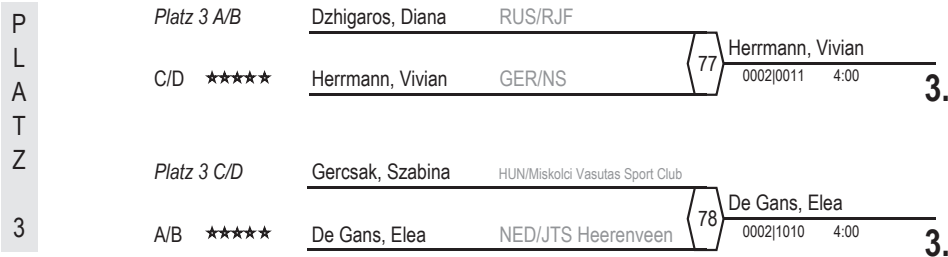 PLATZ 3
Platz 3 A/B Dzhigaros, Diana RUS/RJF
77 Herrmann, Vivian
C/D ★★★★★ Herrmann, Vivian GER/NS
0002|0011 4:00
3.
Platz 3 C/D Gercsak, Szabina HUN/Miskolci Vasutas Sport Club
78 De Gans, Elea
A/B ★★★★★ De Gans, Elea NED/JTS Heerenveen
0002|1010 4:00
3.